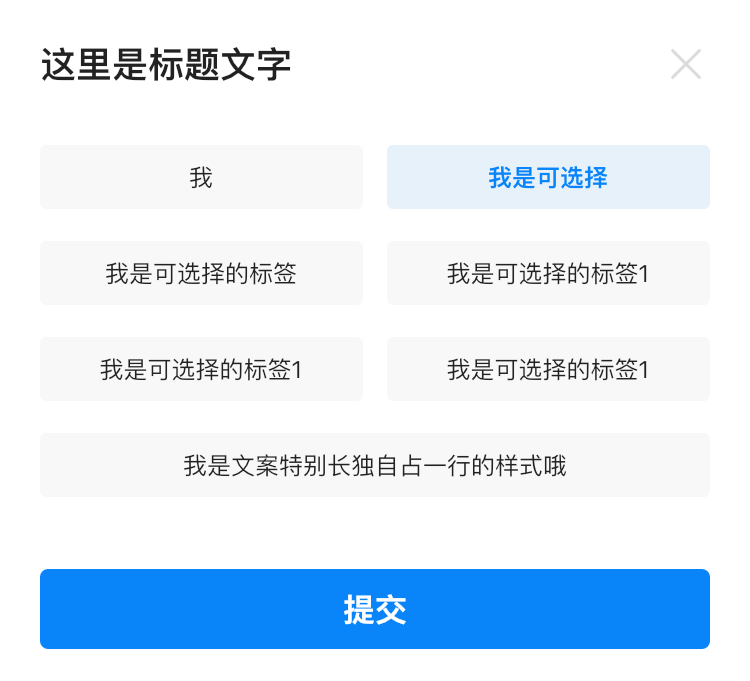 这里是标题文字
我
我是可选择
我是可选择的标签
我是可选择的标签1
我是可选择的标签1
我是可选择的标签1
我是文案特别长独自占一行的样式哦
提交